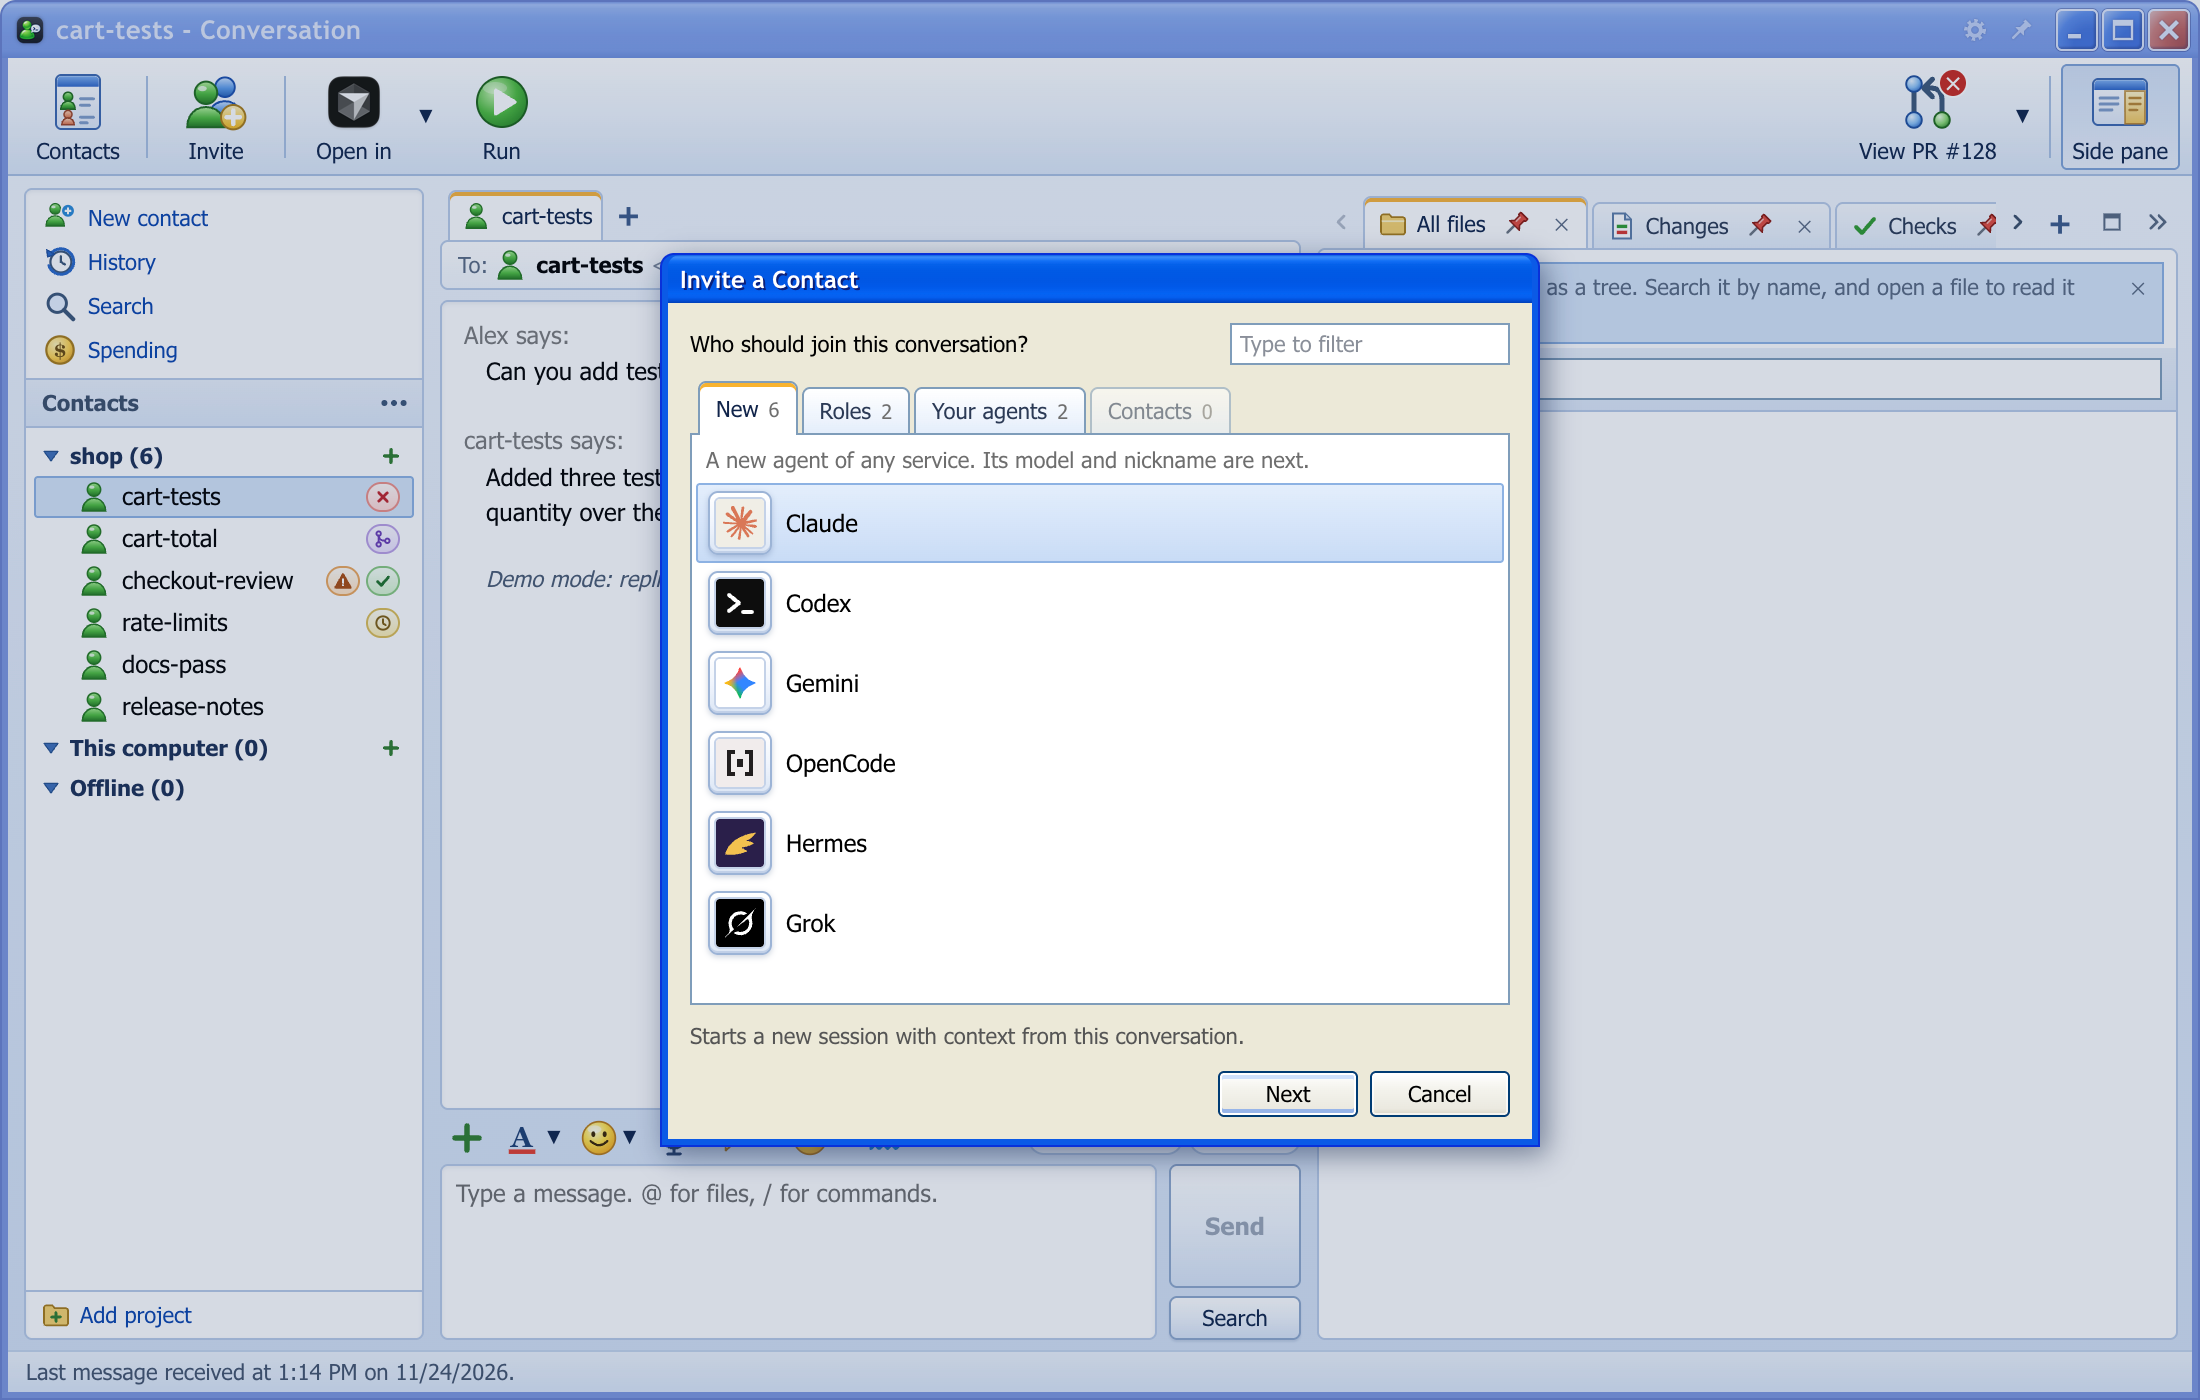 cart-tests - Conversation
Contacts
Invite
Open in
Run
View PR #128
Side pane
New contact
History
Search
Spending
Contacts
shop (6)
cart-tests
cart-total
checkout-review
rate-limits
docs-pass
release-notes
This computer (0)
Offline (0)
Add project
cart-tests
To: cart-tests <
Alex says:
Can you add test
cart-tests says:
Added three test
quantity over the
Demo mode: repli
A
Type a message. @ for files, / for commands.
Send
Search
All files
Changes
Checks
as a tree. Search it by name, and open a file to read it
Invite a Contact
Who should join this conversation?
Type to filter
New 6
Roles 2
Your agents 2
Contacts 0
A new agent of any service. Its model and nickname are next.
Claude
Codex
Gemini
OpenCode
Hermes
Grok
Starts a new session with context from this conversation.
Next
Cancel
Last message received at 1:14 PM on 11/24/2026.